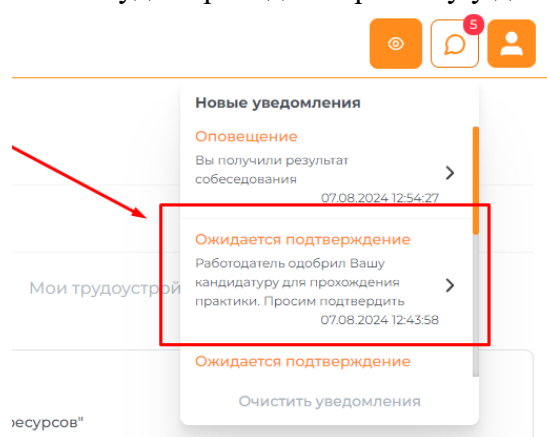 5
Новые уведомления
Оповещение
Вы получили результат
собеседования
07.08.2024 12:54:27
Ожидается подтверждение
Работодатель одобрил Вашу
кандидатуру для прохождения
практики. Просим подтвердить
07.08.2024 12:43:58
Мои трудоустрой
Ожидается подтверждение
Очистить уведомления
ресурсов"